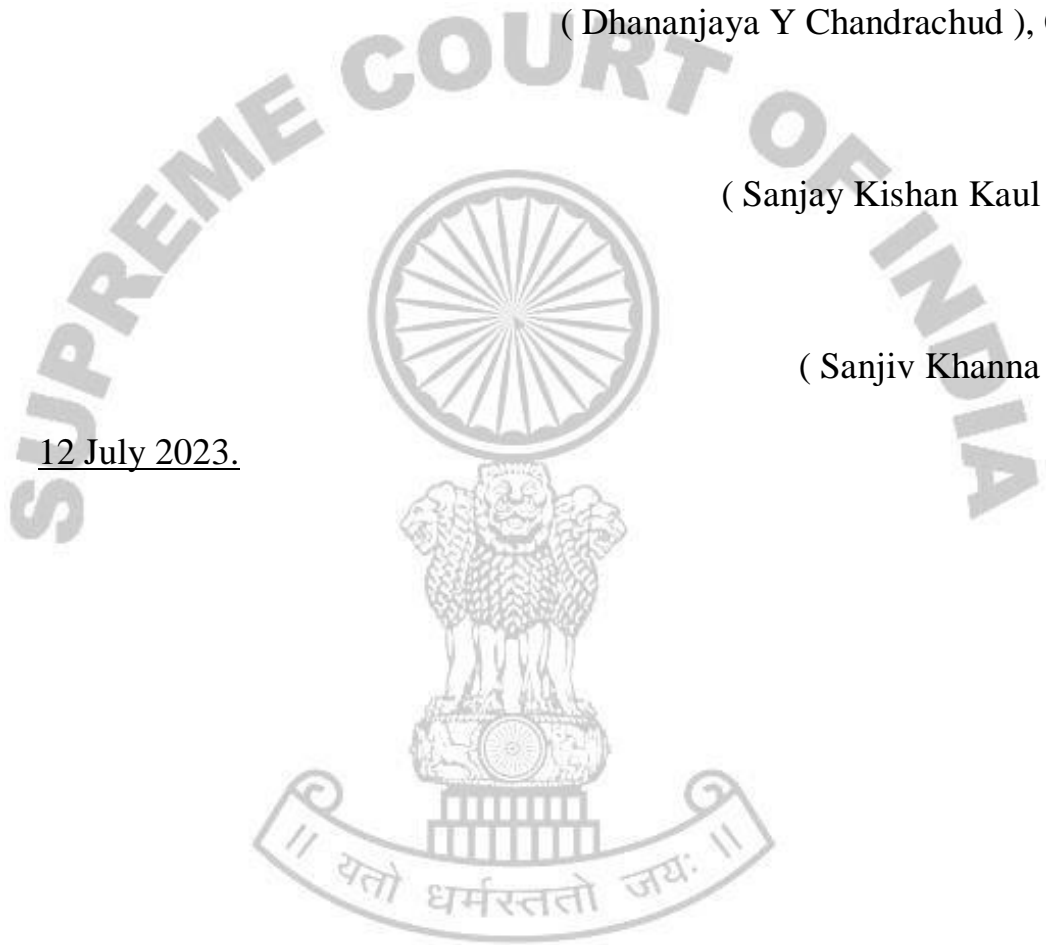 ( Dhananjaya Y Chandrachud ),
SUPREME COURT OF INDIA
( Sanjay Kishan Kaul
( Sanjiv Khanna
12 July 2023.
॥ यतो धर्मस्ततो जयः ॥